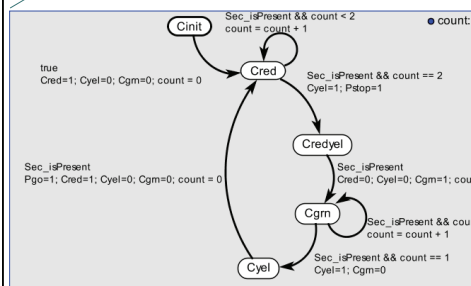 Cinit
Sec_isPresent && count < 2
count = count + 1
count:
true
Cred=1; Cyel=0; Cgrn=0; count = 0
Cred
Sec_isPresent && count == 2
Cyel=1; Pstop=1
Credyel
Sec_isPresent
Pgo=1; Cred=1; Cyel=0; Cgrn=0; count = 0
Sec_isPresent
Cred=0; Cyel=0; Cgrn=1; cou
Cgrn
Sec_isPresent && cou
count = count + 1
Cyel
Sec_isPresent && count == 1
Cyel=1; Cgrn=0